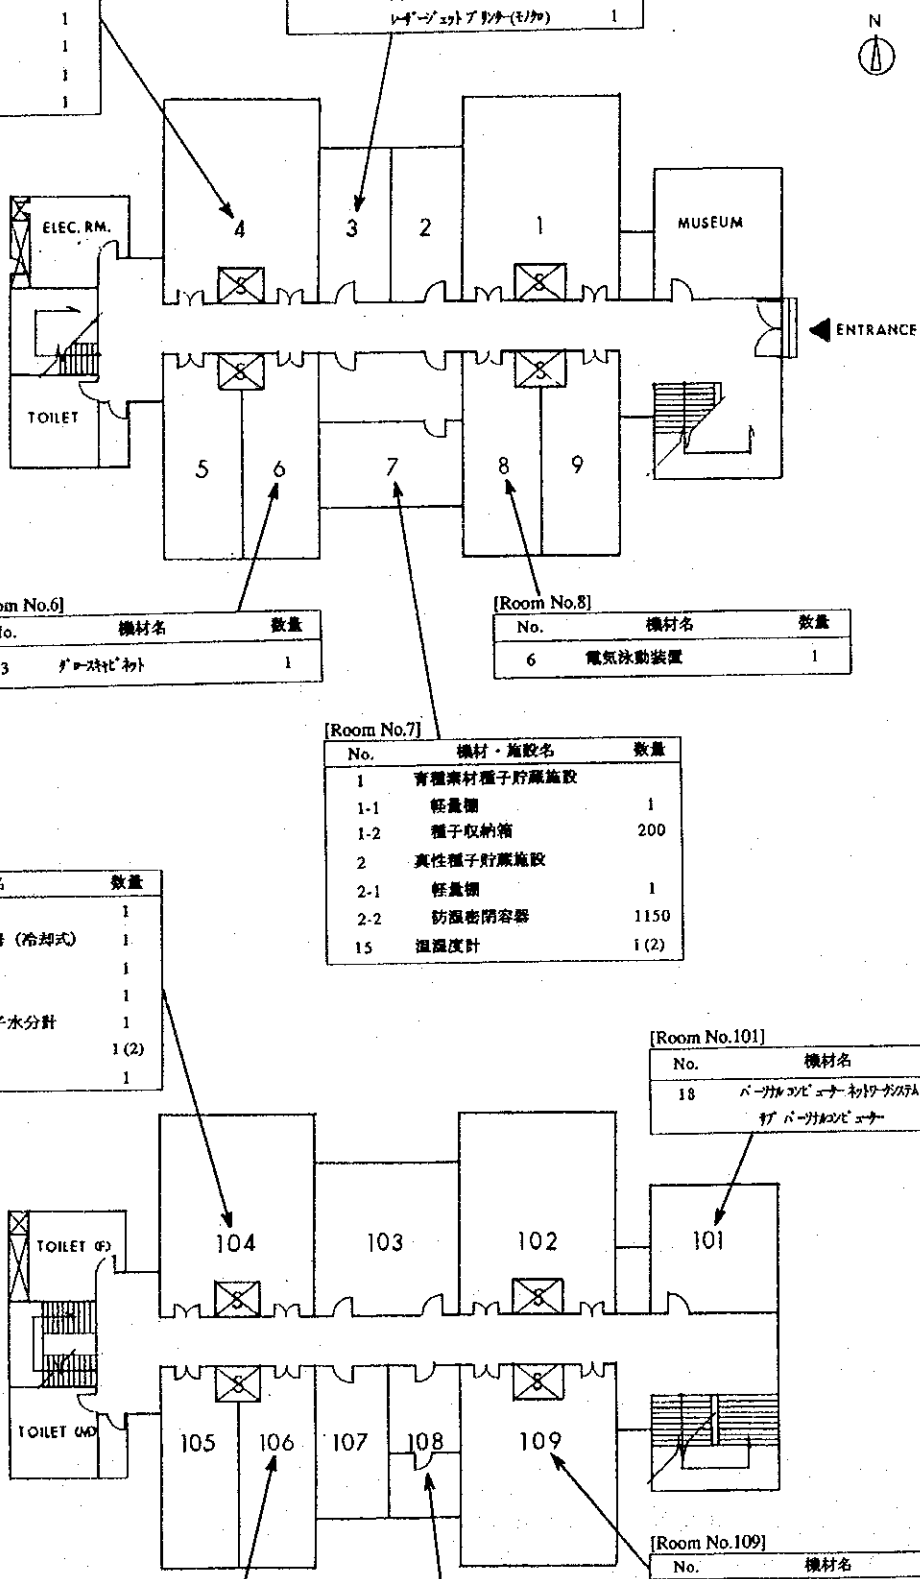 1
1
1
1
レーザージェットプリンター(モノクロ) 1
N
ELEC. RM.
4
3
2
1
MUSEUM
S
S
ENTRANCE
S
S
TOILET
5
6
7
8
9
om No.6]
No. 機材名 数量
3 グロースキャビネット 1
[Room No.8]
No. 機材名 数量
6 電気泳動装置 1
[Room No.7]
No. 機材・施設名 数量
1 育種素材種子貯蔵施設
1-1 軽量棚 1
1-2 種子収納箱 200
2 真性種子貯蔵施設
2-1 軽量棚 1
2-2 防湿密閉容器 1150
15 温湿度計 1 (2)
名 数量
1
(冷却式) 1
1
1
子水分計 1
1 (2)
1
[Room No.101]
No. 機材名
18 パーソナルコンピューターネットワークシステム
サブ パーソナルコンピューター
TOILET (F)
104
103
102
101
S
S
S
S
TOILET (M)
105
106
107
108
109
[Room No.109]
No. 機材名